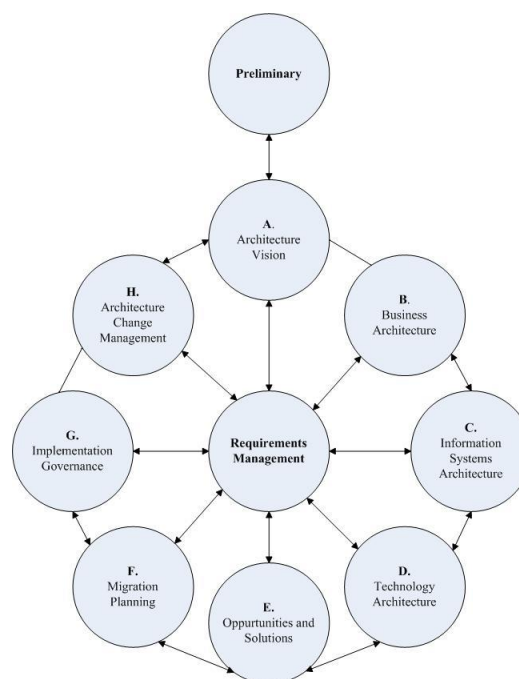 Preliminary
A.
Architecture
Vision
H.
Architecture
Change
Management
B.
Business
Architecture
G.
Implementation
Governance
Requirements
Management
C.
Information
Systems
Architecture
F.
Migration
Planning
E.
Oppurtunities and
Solutions
D.
Technology
Architecture